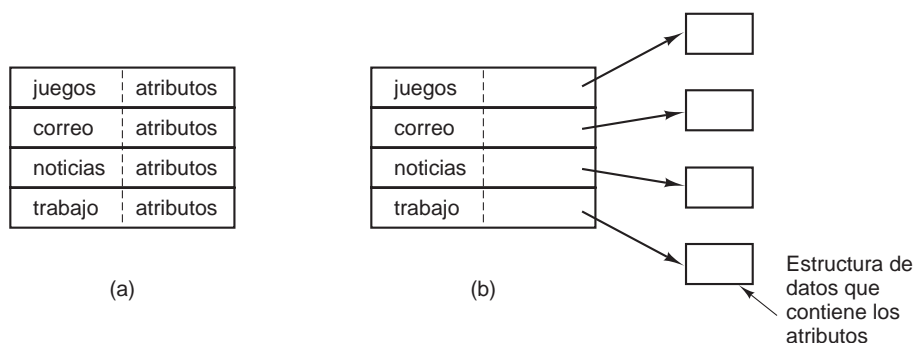 juegos atributos
correo atributos
noticias atributos
trabajo atributos
(a)
juegos
correo
noticias
trabajo
(b)
Estructura de
datos que
contiene los
atributos